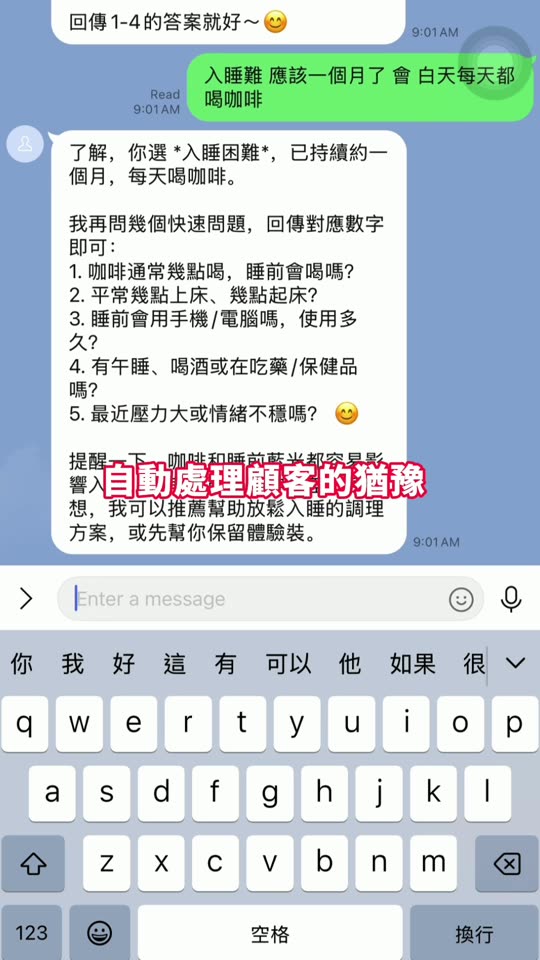 回傳1-4的答案就好～😊
9:01AM
入睡難 應該一個月了 會 白天每天都
喝咖啡
Read
9:01AM
了解，你選 *入睡困難*，已持續約一
個月，每天喝咖啡。
我再問幾個快速問題，回傳對應數字
即可：
1. 咖啡通常幾點喝，睡前會喝嗎？
2. 平常幾點上床、幾點起床？
3. 睡前會用手機/電腦嗎，使用多
久？
4. 有午睡、喝酒或在吃藥/保健品
嗎？
5. 最近壓力大或情緒不穩嗎？ 😊
提醒一下，咖啡和睡前藍光都容易影
響入
自動處理顧客的猶豫
想，我可以推薦幫助放鬆入睡的調理
方案，或先幫你保留體驗裝。
9:01AM
Enter a message
你 我 好 這 有 可以 他 如果 很
q w e r t y u i o p
a s d f g h j k l
z x c v b n m
123 空格 換行